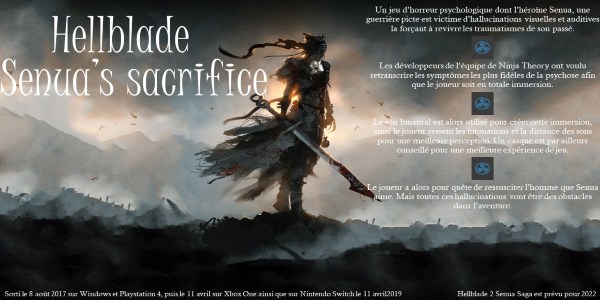 Hellblade
Senua's sacrifice
Un jeu d'horreur psychologique dont l'héroïne Senua, une
guerrière picte est victime d'hallucinations visuelles et auditives
la forçant à revivre les traumatismes de son passé.
Les développeurs de l'équipe de Ninja Theory ont voulu
retranscrire les symptômes les plus fidèles de la psychose afin
que le joueur soit en totale immersion.
Le son binaural est alors utilisé pour créer cette immersion,
ainsi le joueur ressent les intonations et la distance des sons
pour une meilleure perception. Un casque est par ailleurs
conseillé pour une meilleure expérience de jeu.
Le joueur a alors pour quête de ressusciter l'homme que Senua
aime. Mais toutes ces hallucinations vont être des obstacles
dans l'aventure.
Sorti le 8 août 2017 sur Windows et Playstation 4, puis le 11 avril sur Xbox One ainsi que sur Nintendo Switch le 11 avril2019
Hellblade 2 Senua Saga est prévu pour 2022